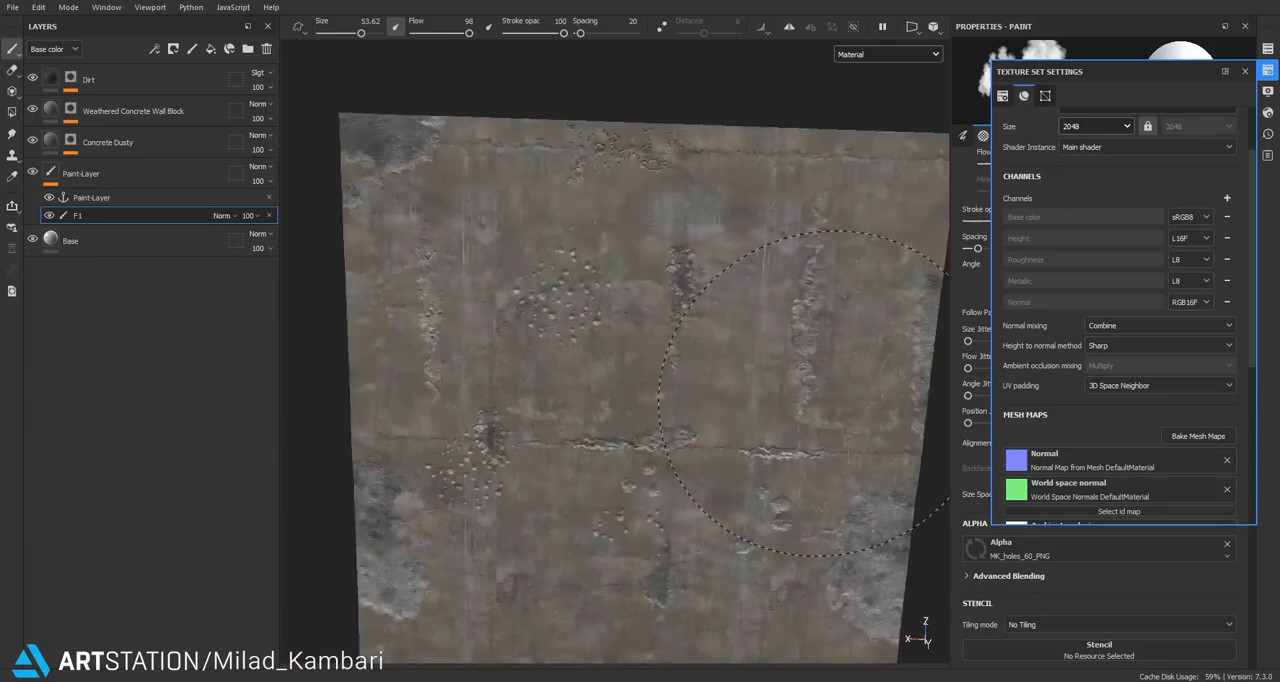 File Edit Mode Window Viewport Python JavaScript Help
LAYERS
Base color
Dirt Slgt 100
Weathered Concrete Wall Block Norm 100
Concrete Dusty Norm 100
Paint-Layer Norm 100
Paint-Layer
F1 Norm 100
Base Norm 100
Size 53.62 Flow 98 Stroke opac 100 Spacing 20 Distance 8
Material
Z
X
Y
ARTSTATION/Milad_Kambari
PROPERTIES - PAINT
TEXTURE SET SETTINGS
Size 2048 2048
Shader Instance Main shader
CHANNELS
Channels
Base color sRGB8
Height L16F
Roughness L8
Metallic L8
Normal RGB16F
Normal mixing Combine
Height to normal method Sharp
Ambient occlusion mixing Multiply
UV padding 3D Space Neighbor
MESH MAPS
Bake Mesh Maps
Normal
Normal Map from Mesh DefaultMaterial
World space normal
World Space Normals DefaultMaterial
Select id map
Flow
Stroke op
Spacing
Angle
Follow Pa
Size Jitte
Flow Jitte
Angle Jit
Position J
Alignmen
Backface
Size Spac
ALPHA
Alpha
MK_holes_60_PNG
Advanced Blending
STENCIL
Tiling mode No Tiling
Stencil
No Resource Selected
Cache Disk Usage: 59% | Version: 7.3.0